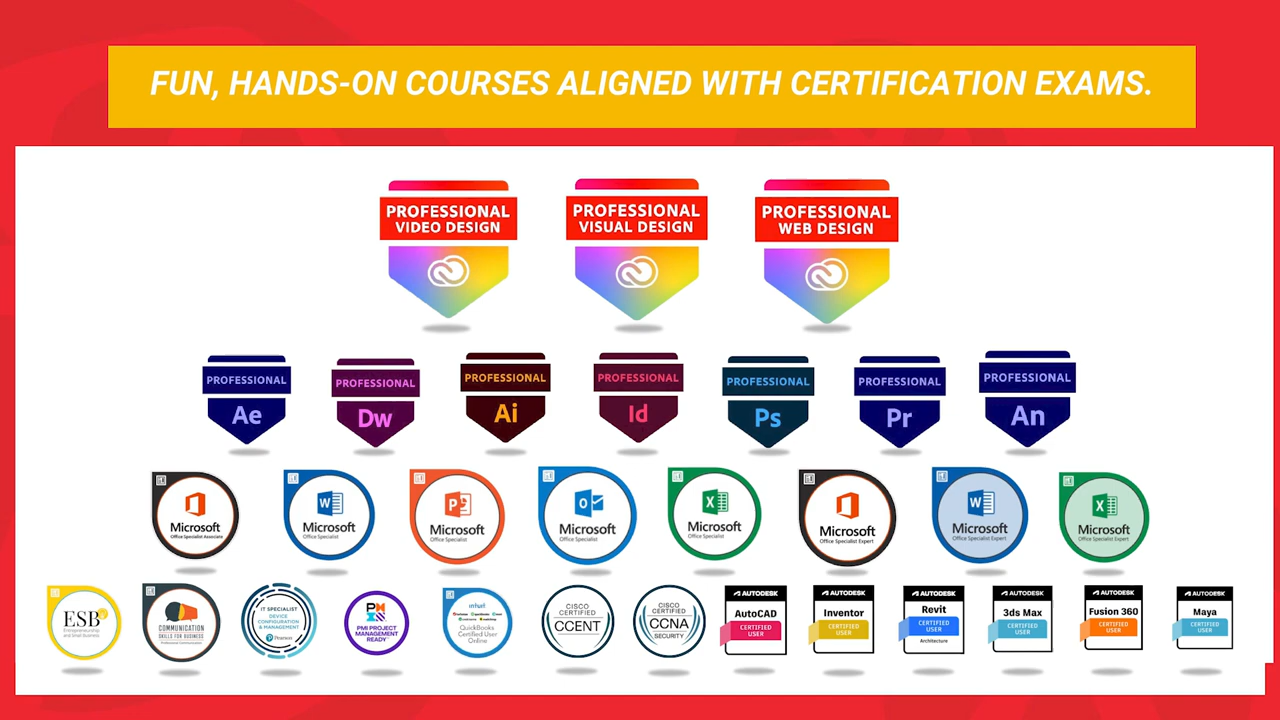 FUN, HANDS-ON COURSES ALIGNED WITH CERTIFICATION EXAMS.
PROFESSIONAL
VIDEO DESIGN
PROFESSIONAL
VISUAL DESIGN
PROFESSIONAL
WEB DESIGN
PROFESSIONAL
Ae
PROFESSIONAL
Dw
PROFESSIONAL
Ai
PROFESSIONAL
Id
PROFESSIONAL
Ps
PROFESSIONAL
Pr
PROFESSIONAL
An
Microsoft
Office Specialist Associate
W
Microsoft
Office Specialist
P
Microsoft
Office Specialist
O
Microsoft
Office Specialist
X
Microsoft
Office Specialist
Microsoft
Office Specialist Expert
W
Microsoft
Office Specialist Expert
X
Microsoft
Office Specialist Expert
ESB
Entrepreneurship
and Small Business
COMMUNICATION
SKILLS FOR BUSINESS
Professional Communication
IT SPECIALIST
DEVICE
CONFIGURATION
& MANAGEMENT
Pearson
PMI PROJECT
MANAGEMENT
READY
intuit
QuickBooks
Certified User
Online
CISCO
CERTIFIED
CCENT
CISCO
CERTIFIED
CCNA
SECURITY
AUTODESK
AutoCAD
CERTIFIED
USER
AUTODESK
Inventor
CERTIFIED
USER
AUTODESK
Revit
CERTIFIED
USER
Architecture
AUTODESK
3ds Max
CERTIFIED
USER
AUTODESK
Fusion 360
CERTIFIED
USER
AUTODESK
Maya
CERTIFIED
USER